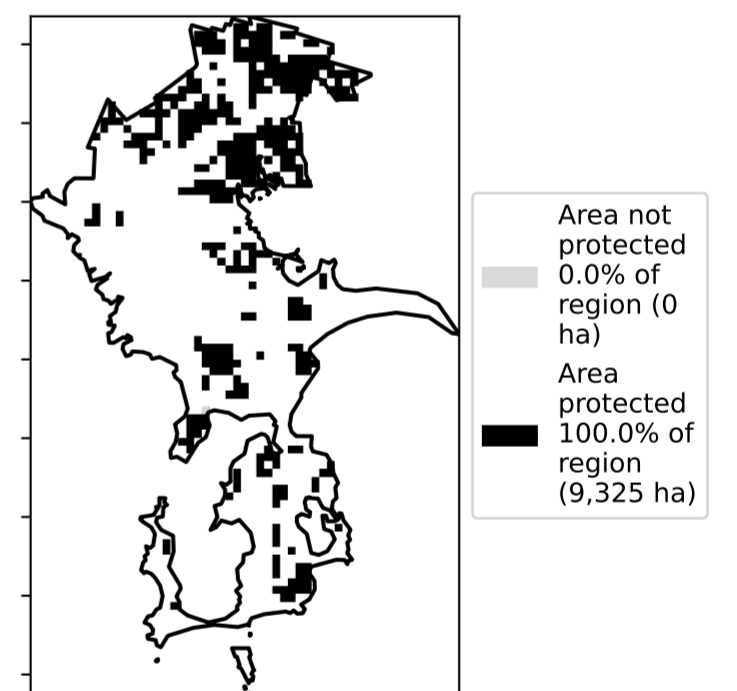 Area not
protected
0.0% of
region (0
ha)
Area
protected
100.0% of
region
(9,325 ha)